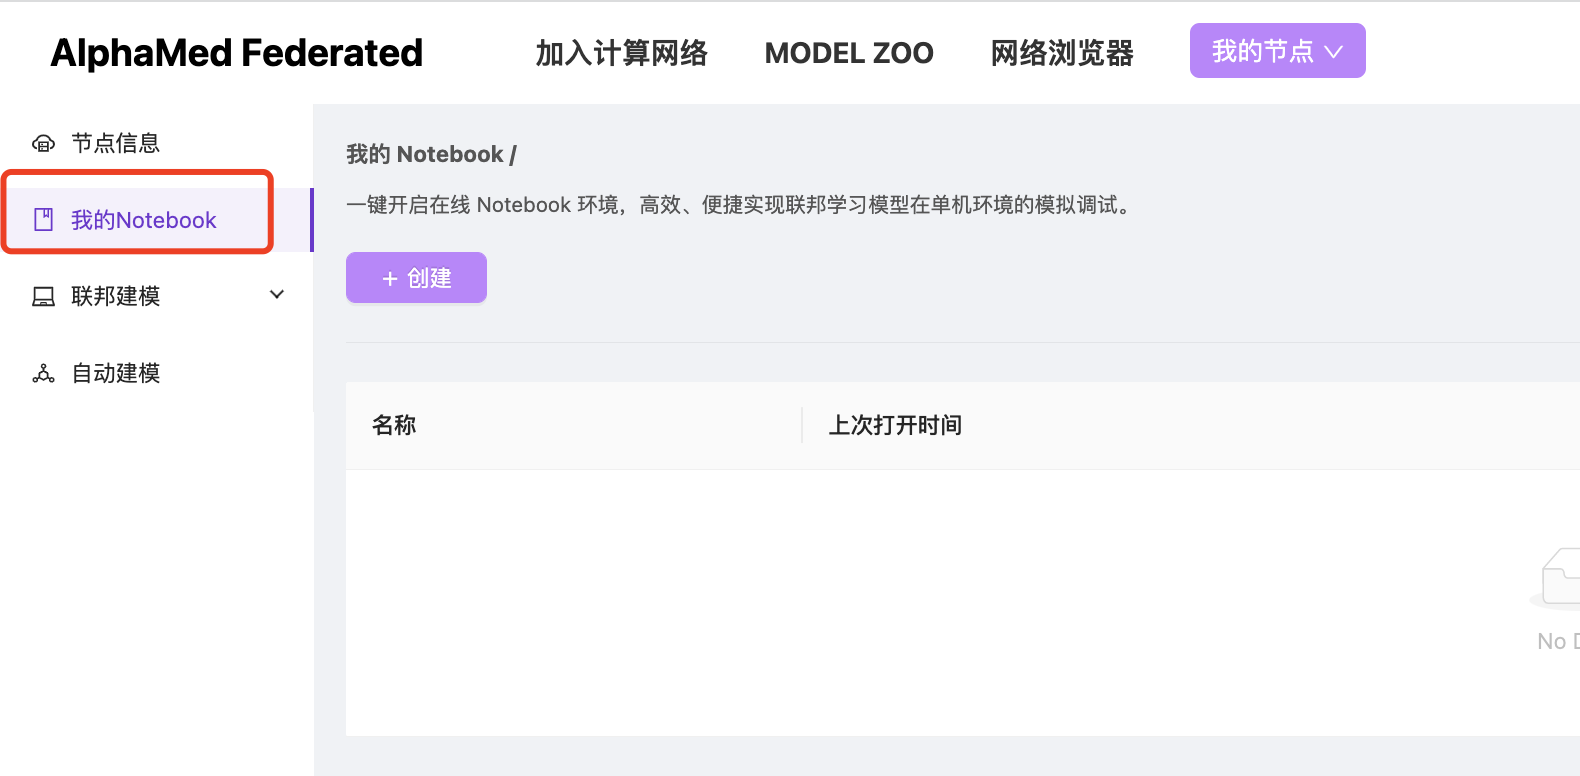 AlphaMed Federated 加入计算网络 MODEL ZOO 网络浏览器 我的节点
节点信息
我的Notebook
联邦建模
自动建模
我的 Notebook /
一键开启在线 Notebook 环境，高效、便捷实现联邦学习模型在单机环境的模拟调试。
+ 创建
名称 上次打开时间
No